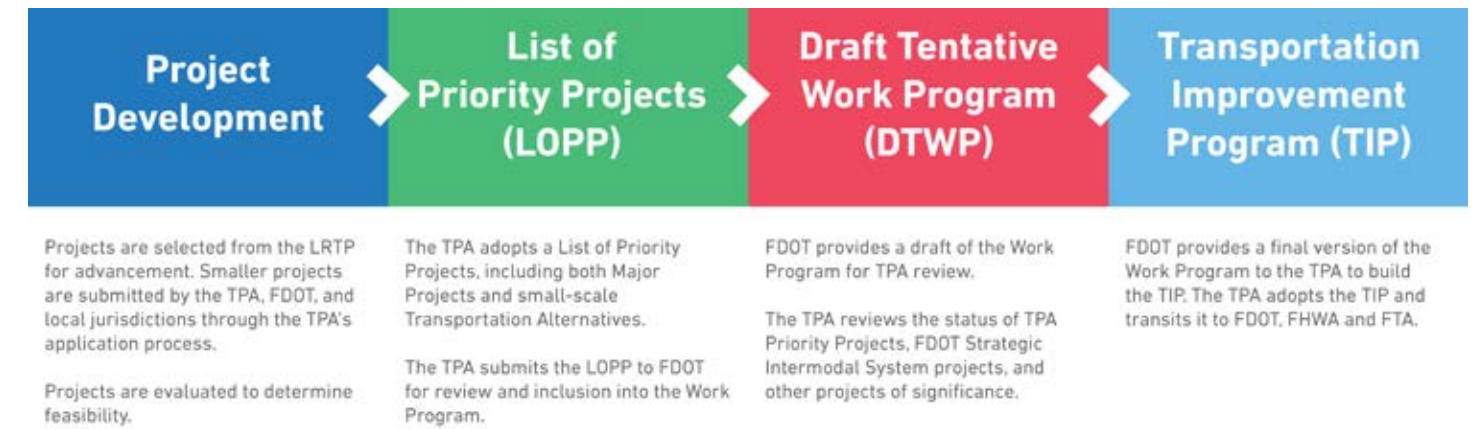 Project
Development
List of
Priority Projects
(LOPP)
Draft Tentative
Work Program
(DTWP)
Transportation
Improvement
Program (TIP)
Projects are selected from the LRTP
for advancement. Smaller projects
are submitted by the TPA, FDOT, and
local jurisdictions through the TPA's
application process.
Projects are evaluated to determine
feasibility.
The TPA adopts a List of Priority
Projects, including both Major
Projects and small-scale
Transportation Alternatives.
The TPA submits the LOPP to FDOT
for review and inclusion into the Work
Program.
FDOT provides a draft of the Work
Program for TPA review.
The TPA reviews the status of TPA
Priority Projects, FDOT Strategic
Intermodal System projects, and
other projects of significance.
FDOT provides a final version of the
Work Program to the TPA to build
the TIP. The TPA adopts the TIP and
transits it to FDOT, FHWA and FTA.